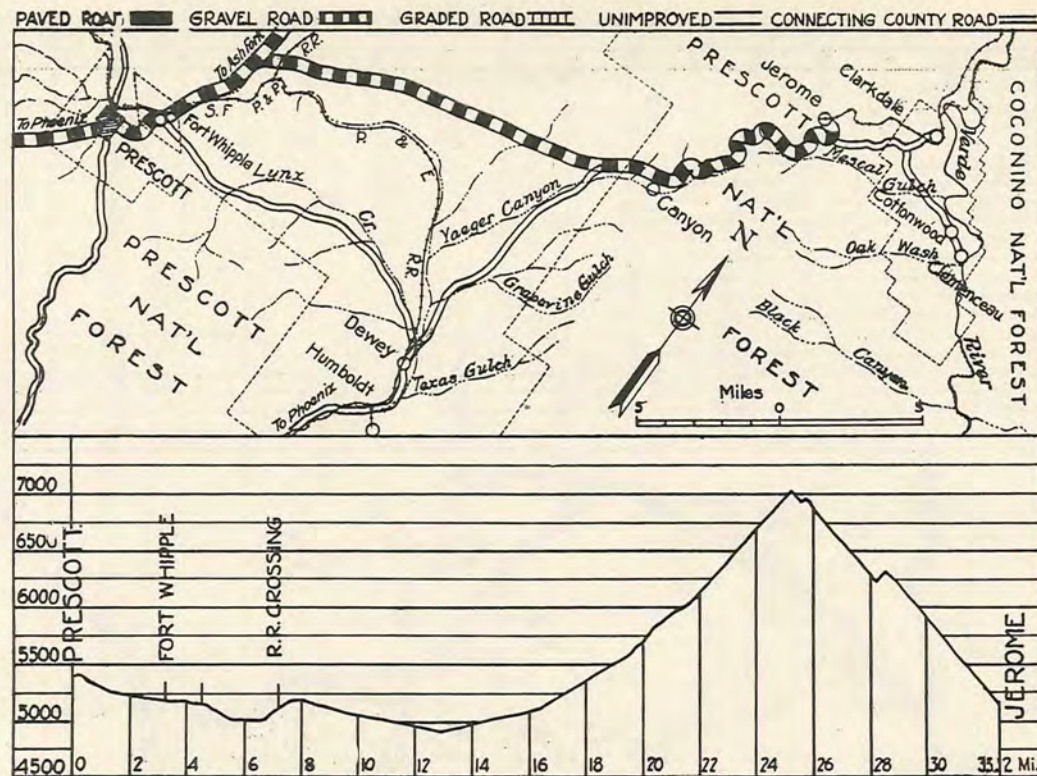 PAVED ROAD GRAVEL ROAD GRADED ROAD UNIMPROVED CONNECTING COUNTY ROAD
To Ash Fork
R.R.
To Phoenix
S.F. P. & P.
Fort Whipple
PRESCOTT
Lynx Cr.
P & E R.R.
Yaeger Canyon
Grapevine Gulch
Dewey
Humboldt
Texas Gulch
To Phoenix
PRESCOTT
NAT'L
FOREST
PRESCOTT
NAT'L
FOREST
Jerome
Clarkdale
Verde
River
Mescal Gulch
Cottonwood
Clemenceau
Canyon
Oak Wash
Black Canyon
N
Miles
5 0 5
COCONINO NAT'L FOREST
7000
6500
6000
5500
5000
4500
PRESCOTT
FORT WHIPPLE
R.R. CROSSING
JEROME
0 2 4 6 8 10 12 14 16 18 20 22 24 26 28 30 35.12 Mi.